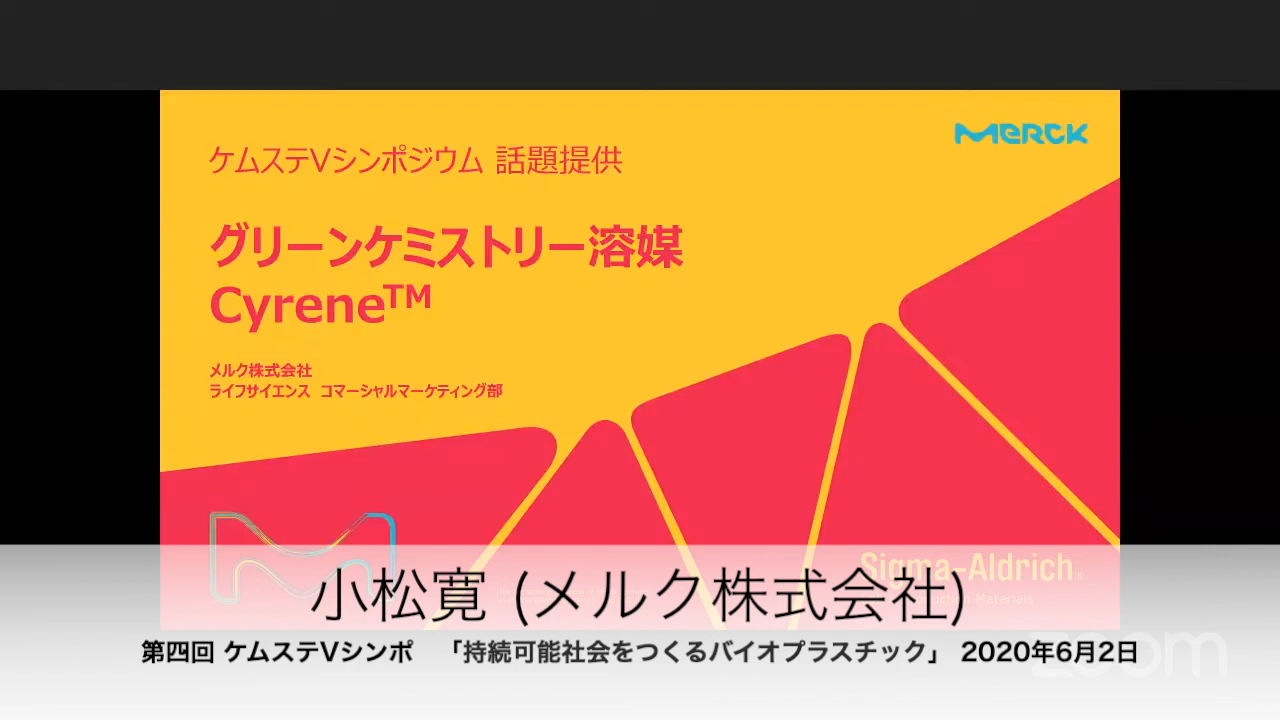 MERCK
ケムステVシンポジウム 話題提供
グリーンケミストリー溶媒
Cyrene™
メルク株式会社
ライフサイエンス コマーシャルマーケティング部
Sigma-Aldrich®
小松寛 (メルク株式会社)
第四回 ケムステVシンポ 「持続可能社会をつくるバイオプラスチック」 2020年6月2日
zoom